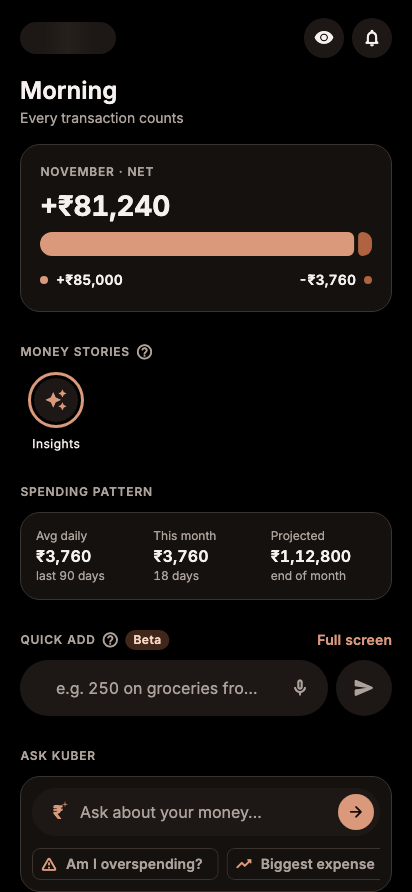 Morning
Every transaction counts
NOVEMBER · NET
+₹81,240
+₹85,000 -₹3,760
MONEY STORIES
Insights
SPENDING PATTERN
Avg daily This month Projected
₹3,760 ₹3,760 ₹1,12,800
last 90 days 18 days end of month
QUICK ADD Beta Full screen
e.g. 250 on groceries fro...
ASK KUBER
Ask about your money...
Am I overspending? Biggest expense